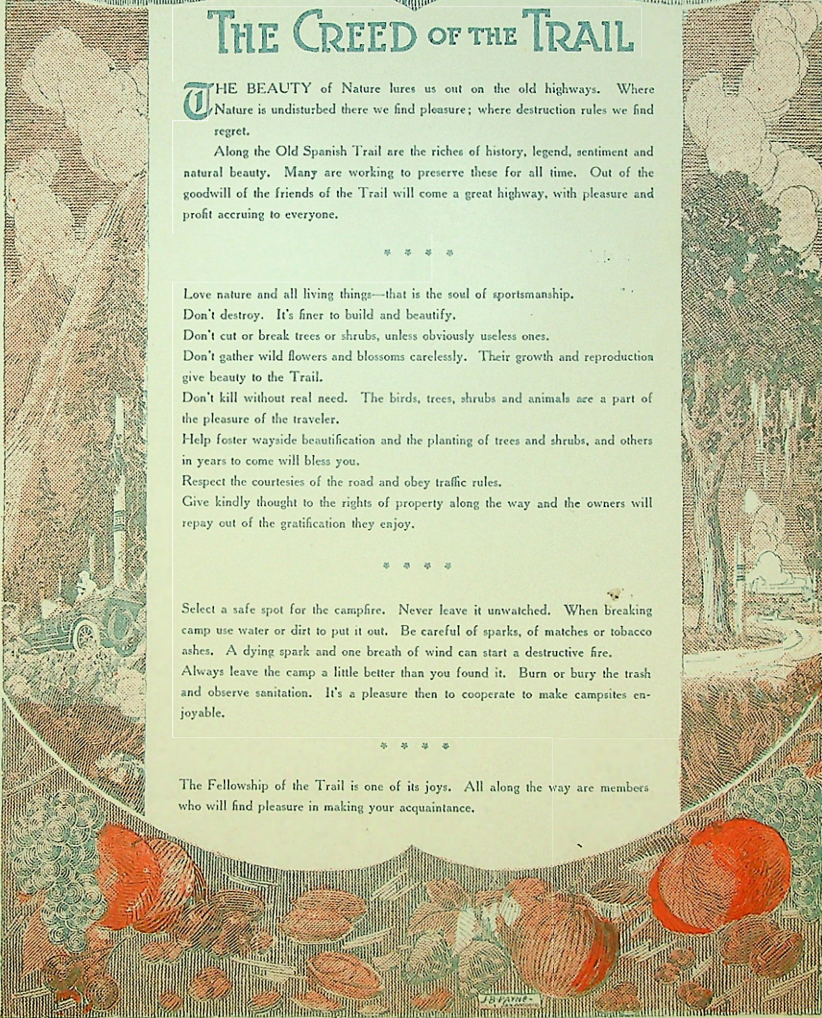 THE CREED OF THE TRAIL
THE BEAUTY of Nature lures us out on the old highways. Where
Nature is undisturbed there we find pleasure; where destruction rules we find
regret.
Along the Old Spanish Trail are the riches of history, legend, sentiment and
natural beauty. Many are working to preserve these for all time. Out of the
goodwill of the friends of the Trail will come a great highway, with pleasure and
profit accruing to everyone.
* * * *
Love nature and all living things—that is the soul of sportsmanship.
Don't destroy. It's finer to build and beautify.
Don't cut or break trees or shrubs, unless obviously useless ones.
Don't gather wild flowers and blossoms carelessly. Their growth and reproduction
give beauty to the Trail.
Don't kill without real need. The birds, trees, shrubs and animals are a part of
the pleasure of the traveler.
Help foster wayside beautification and the planting of trees and shrubs, and others
in years to come will bless you.
Respect the courtesies of the road and obey traffic rules.
Give kindly thought to the rights of property along the way and the owners will
repay out of the gratification they enjoy.
* * * *
Select a safe spot for the campfire. Never leave it unwatched. When breaking
camp use water or dirt to put it out. Be careful of sparks, of matches or tobacco
ashes. A dying spark and one breath of wind can start a destructive fire.
Always leave the camp a little better than you found it. Burn or bury the trash
and observe sanitation. It's a pleasure then to cooperate to make campsites en-
joyable.
* * * *
The Fellowship of the Trail is one of its joys. All along the way are members
who will find pleasure in making your acquaintance.
J.B. PAYNE-